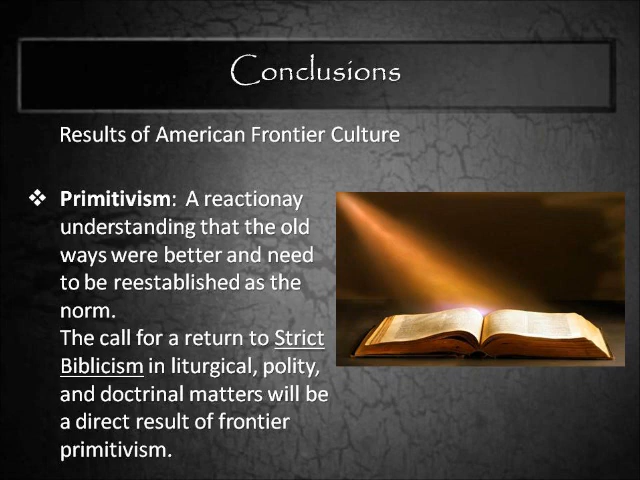 Conclusions
Results of American Frontier Culture
❖ Primitivism: A reactionay
understanding that the old
ways were better and need
to be reestablished as the
norm.
The call for a return to Strict
Biblicism in liturgical, polity,
and doctrinal matters will be
a direct result of frontier
primitivism.